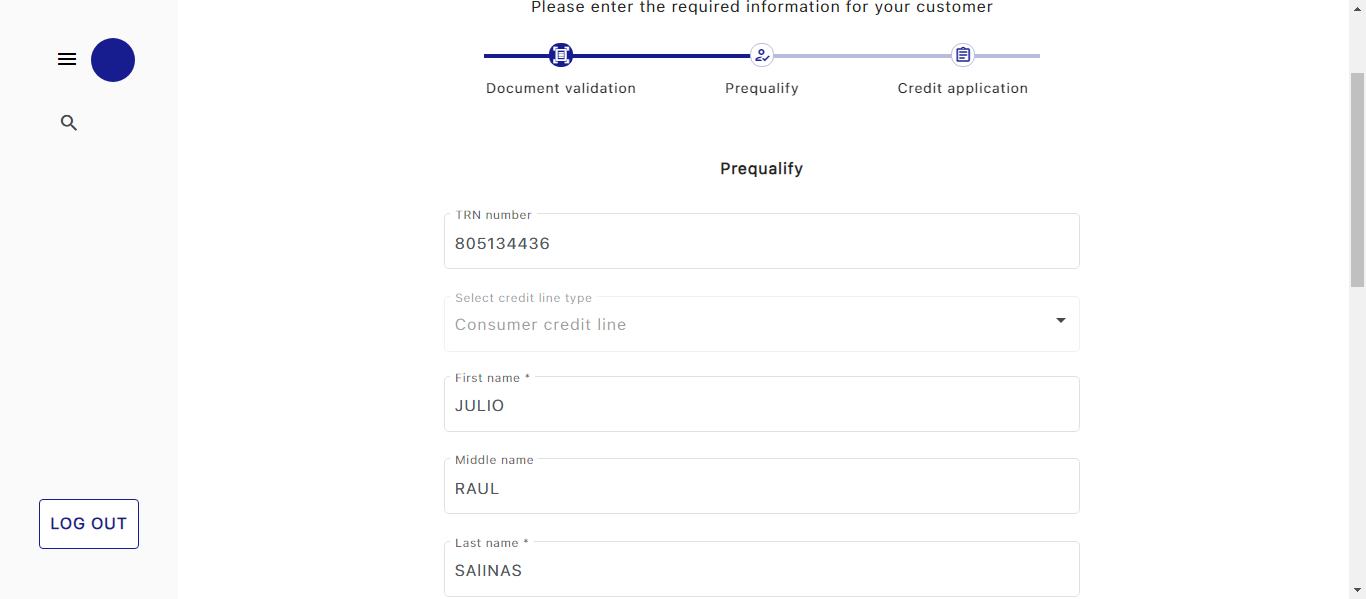 Please enter the required information for your customer
Document validation
Prequalify
Credit application
Prequalify
TRN number
805134436
Select credit line type
Consumer credit line
First name *
JULIO
Middle name
RAUL
Last name *
SAlINAS
LOG OUT